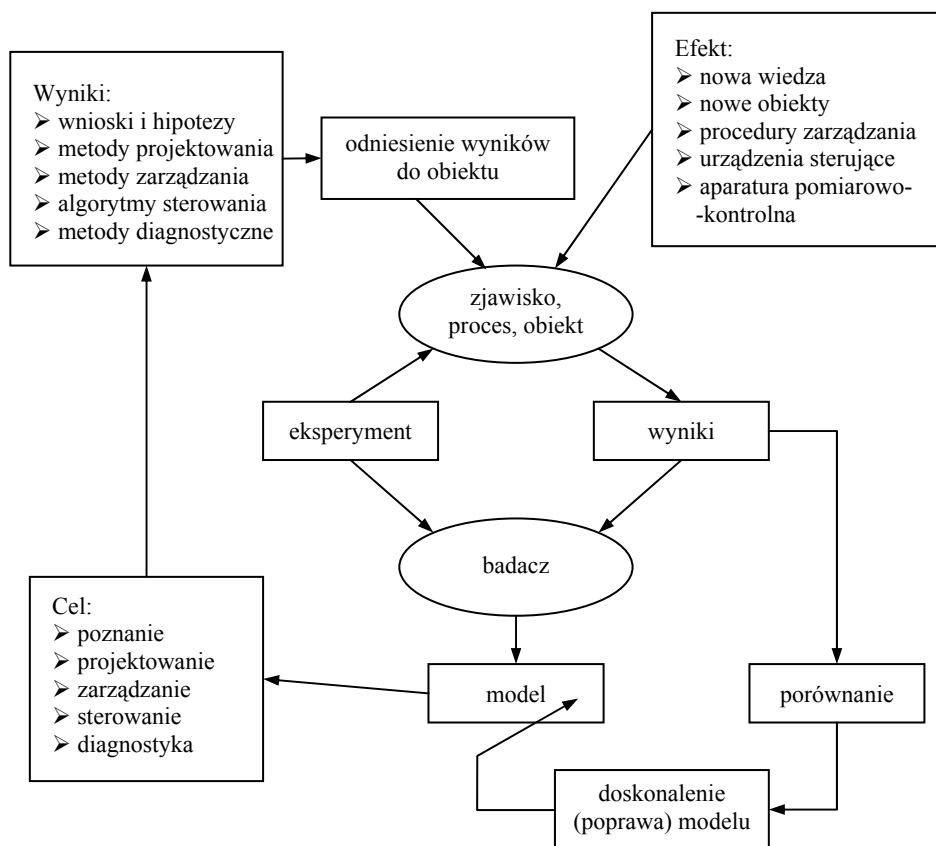 Wyniki:
➢ wnioski i hipotezy
➢ metody projektowania
➢ metody zarządzania
➢ algorytmy sterowania
➢ metody diagnostyczne
odniesienie wyników
do obiektu
Efekt:
➢ nowa wiedza
➢ nowe obiekty
➢ procedury zarządzania
➢ urządzenia sterujące
➢ aparatura pomiarowo-
-kontrolna
zjawisko,
proces, obiekt
eksperyment
wyniki
badacz
Cel:
➢ poznanie
➢ projektowanie
➢ zarządzanie
➢ sterowanie
➢ diagnostyka
model
porównanie
doskonalenie
(poprawa) modelu